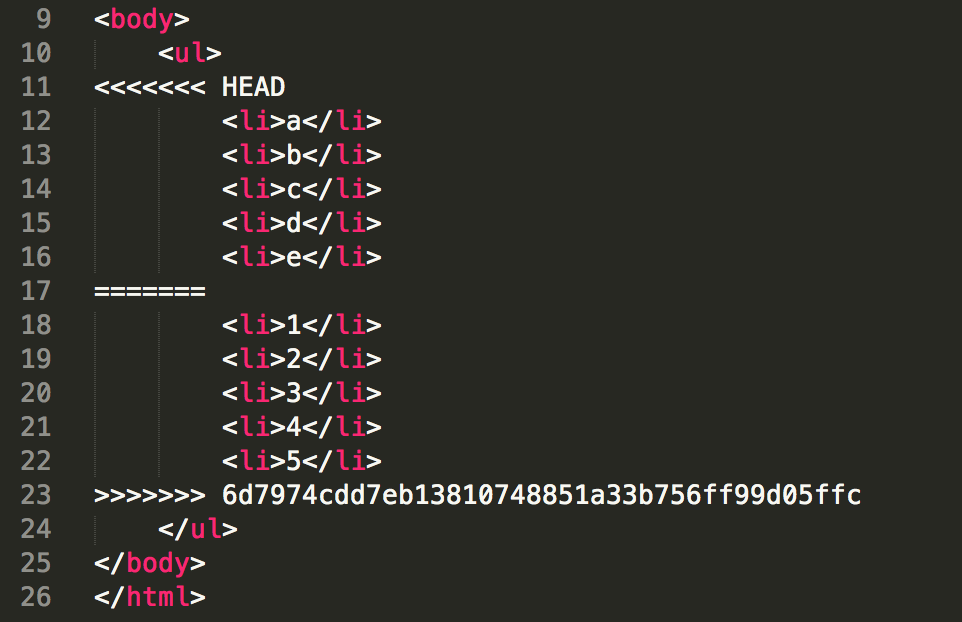 9 <body>
10     <ul>
11 <<<<<<< HEAD
12         <li>a</li>
13         <li>b</li>
14         <li>c</li>
15         <li>d</li>
16         <li>e</li>
17 =======
18         <li>1</li>
19         <li>2</li>
20         <li>3</li>
21         <li>4</li>
22         <li>5</li>
23 >>>>>>> 6d7974cdd7eb13810748851a33b756ff99d05ffc
24     </ul>
25 </body>
26 </html>